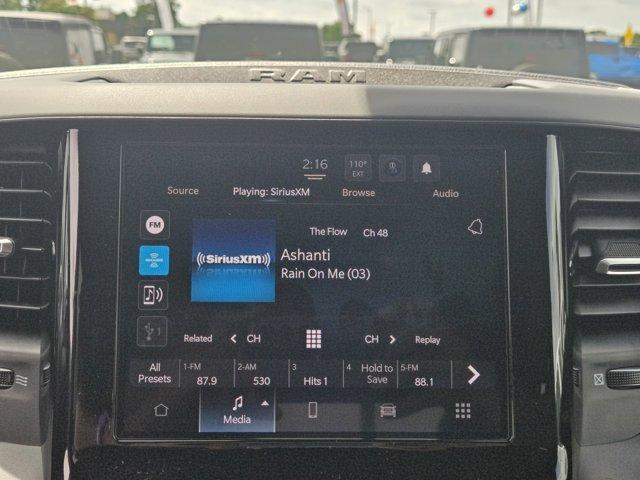 RAM
2:16
110°
EXT
Source Playing: SiriusXM Browse Audio
FM
The Flow Ch 48
((SiriusXM))
Ashanti
Rain On Me (03)
1
Related < CH CH > Replay
All Presets
1-FM 87.9
2-AM 530
3 Hits 1
4 Hold to Save
5-FM 88.1
Media